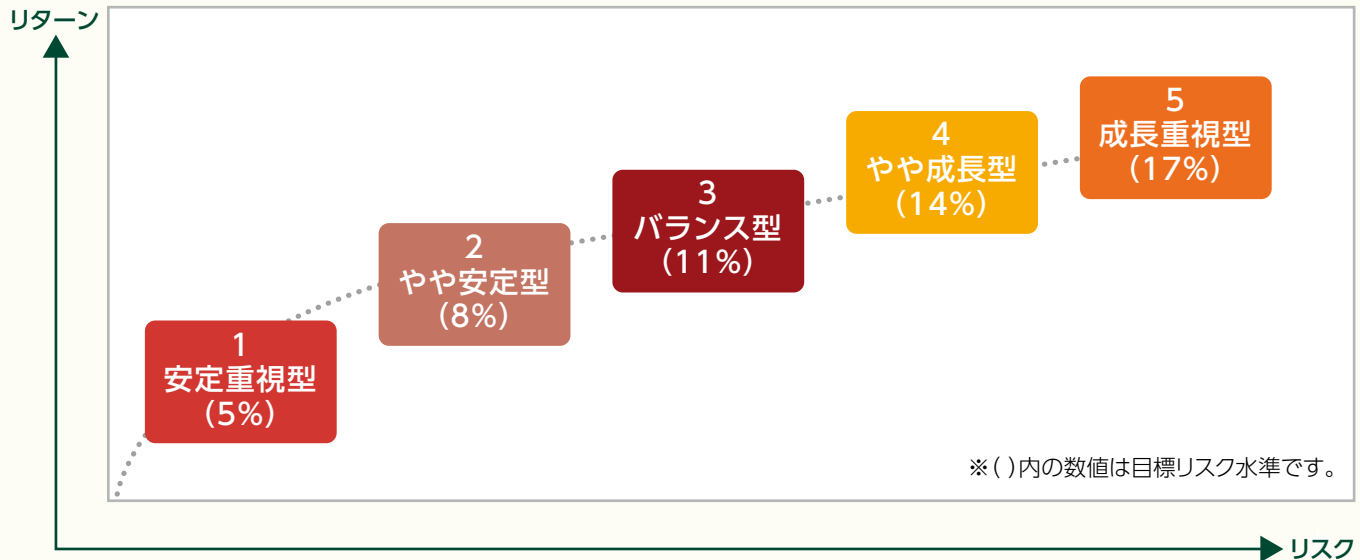 リターン
1
安定重視型
(5%)
2
やや安定型
(8%)
3
バランス型
(11%)
4
やや成長型
(14%)
5
成長重視型
(17%)
※( )内の数値は目標リスク水準です。
リスク